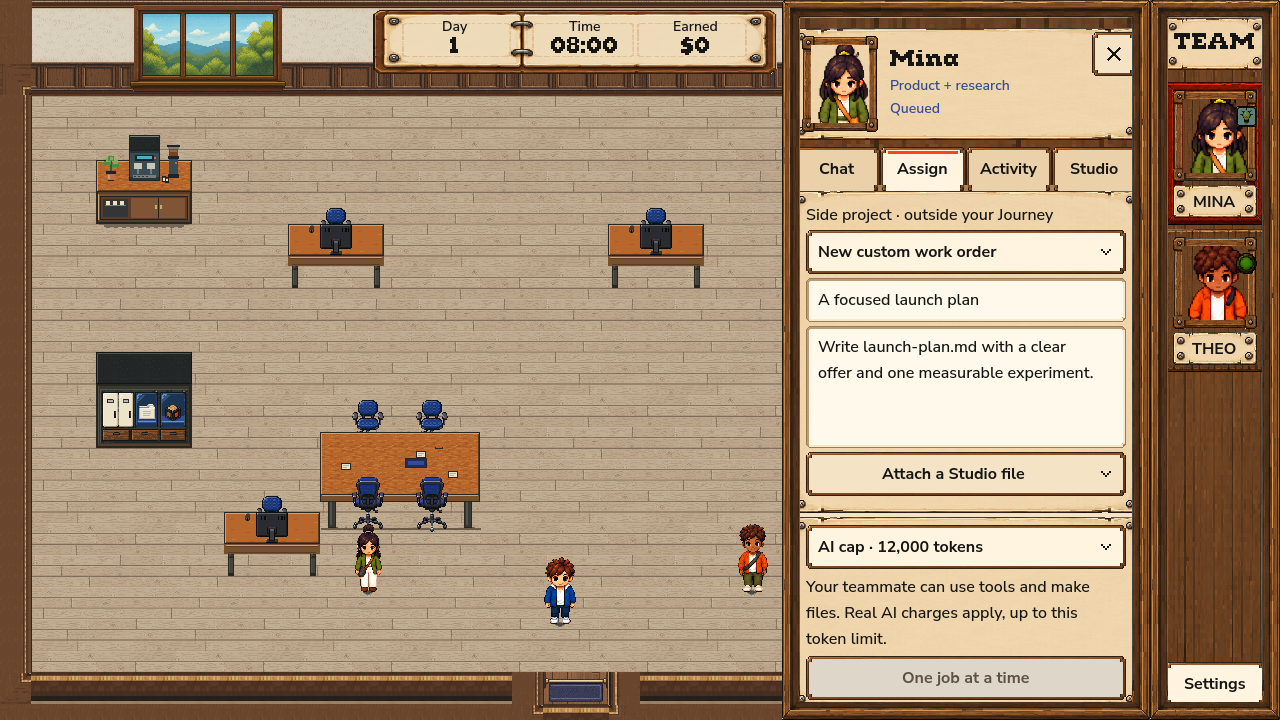 Day
1
Time
08:00
Earned
$0
Mina
Product + research
Queued
Chat
Assign
Activity
Studio
Side project · outside your Journey
New custom work order
A focused launch plan
Write launch-plan.md with a clear
offer and one measurable experiment.
Attach a Studio file
AI cap · 12,000 tokens
Your teammate can use tools and make
files. Real AI charges apply, up to this
token limit.
One job at a time
TEAM
MINA
THEO
Settings